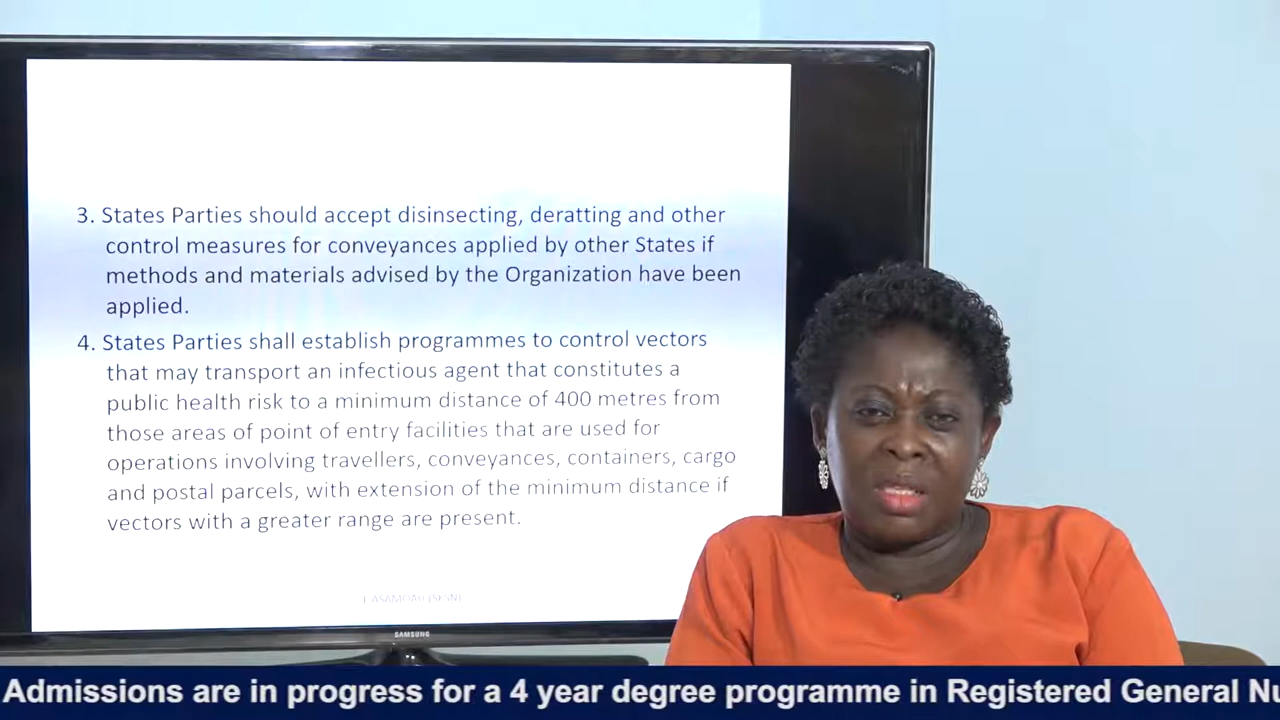 3. States Parties should accept disinsecting, deratting and other
control measures for conveyances applied by other States if
methods and materials advised by the Organization have been
applied.
4. States Parties shall establish programmes to control vectors
that may transport an infectious agent that constitutes a
public health risk to a minimum distance of 400 metres from
those areas of point of entry facilities that are used for
operations involving travellers, conveyances, containers, cargo
and postal parcels, with extension of the minimum distance if
vectors with a greater range are present.
SAMSUNG
Admissions are in progress for a 4 year degree programme in Registered General Nu